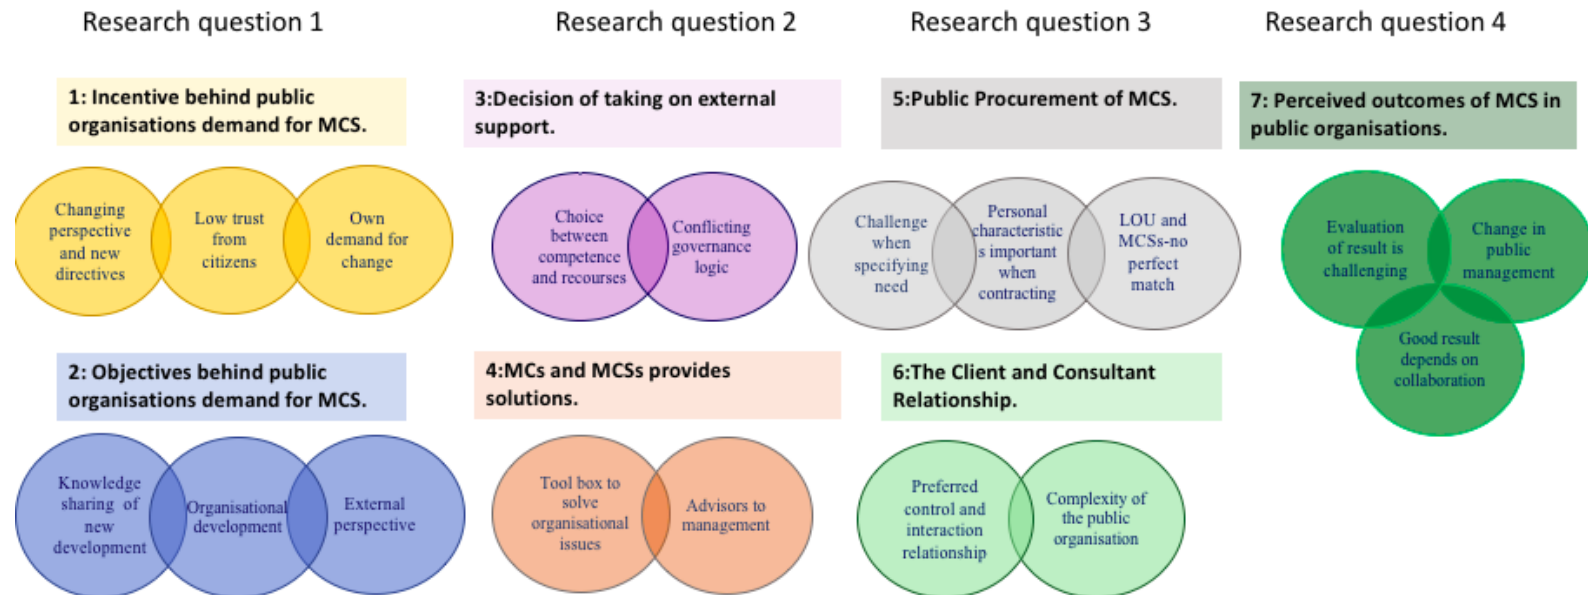 Research question 1
Research question 2
Research question 3
Research question 4
1: Incentive behind public
organisations demand for MCS.
3:Decision of taking on external
support.
5:Public Procurement of MCS.
7: Perceived outcomes of MCS in
public organisations.
Changing
perspective
and new
directives
Low trust
from
citizens
Own
demand for
change
Choice
between
competence
and recourses
Conflicting
governance
logic
Challenge
when
specifying
need
Personal
characteristic
s important
when
contracting
LOU and
MCSs-no
perfect
match
Evaluation
of result is
challenging
Change in
public
management
Good result
depends on
collaboration
2: Objectives behind public
organisations demand for MCS.
4:MCs and MCSs provides
solutions.
6:The Client and Consultant
Relationship.
Knowledge
sharing of
new
development
Organisational
development
External
perspective
Tool box to
solve
organisational
issues
Advisors to
management
Preferred
control and
interaction
relationship
Complexity of
the public
organisation